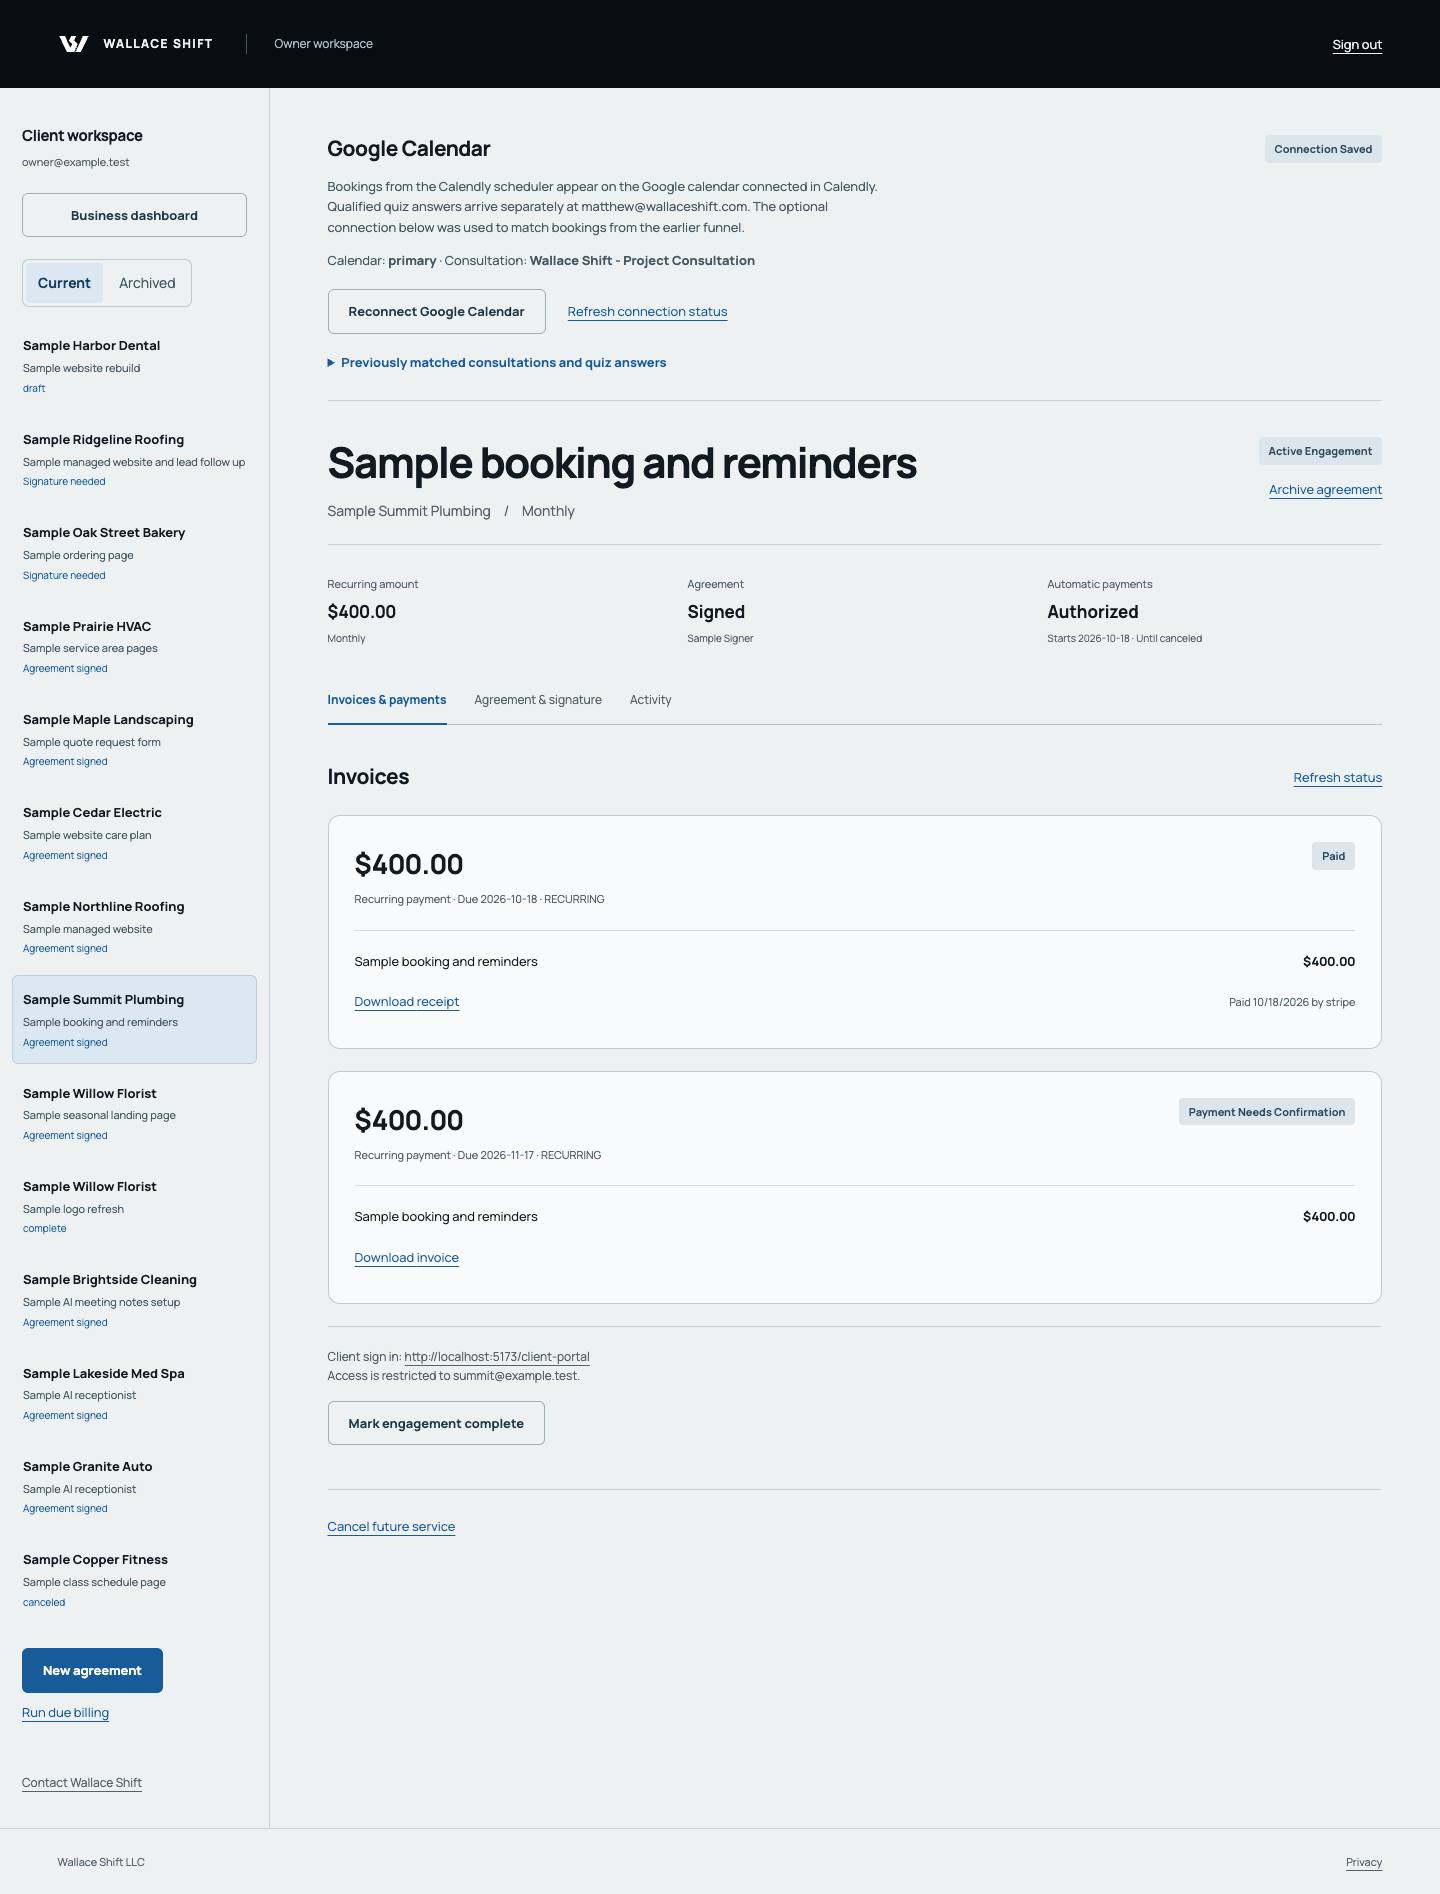 WALLACE SHIFT
Owner workspace
Sign out
Client workspace
owner@example.test
Business dashboard
Current
Archived
Sample Harbor Dental
Sample website rebuild
draft
Sample Ridgeline Roofing
Sample managed website and lead follow up
Signature needed
Sample Oak Street Bakery
Sample ordering page
Signature needed
Sample Prairie HVAC
Sample service area pages
Agreement signed
Sample Maple Landscaping
Sample quote request form
Agreement signed
Sample Cedar Electric
Sample website care plan
Agreement signed
Sample Northline Roofing
Sample managed website
Agreement signed
Sample Summit Plumbing
Sample booking and reminders
Agreement signed
Sample Willow Florist
Sample seasonal landing page
Agreement signed
Sample Willow Florist
Sample logo refresh
complete
Sample Brightside Cleaning
Sample AI meeting notes setup
Agreement signed
Sample Lakeside Med Spa
Sample AI receptionist
Agreement signed
Sample Granite Auto
Sample AI receptionist
Agreement signed
Sample Copper Fitness
Sample class schedule page
canceled
New agreement
Run due billing
Contact Wallace Shift
Google Calendar
Connection Saved
Bookings from the Calendly scheduler appear on the Google calendar connected in Calendly.
Qualified quiz answers arrive separately at matthew@wallaceshift.com. The optional
connection below was used to match bookings from the earlier funnel.
Calendar: primary · Consultation: Wallace Shift - Project Consultation
Reconnect Google Calendar
Refresh connection status
▶ Previously matched consultations and quiz answers
Sample booking and reminders
Active Engagement
Archive agreement
Sample Summit Plumbing / Monthly
Recurring amount
$400.00
Monthly
Agreement
Signed
Sample Signer
Automatic payments
Authorized
Starts 2026-10-18 · Until canceled
Invoices & payments
Agreement & signature
Activity
Invoices
Refresh status
$400.00
Paid
Recurring payment · Due 2026-10-18 · RECURRING
Sample booking and reminders
$400.00
Download receipt
Paid 10/18/2026 by stripe
$400.00
Payment Needs Confirmation
Recurring payment · Due 2026-11-17 · RECURRING
Sample booking and reminders
$400.00
Download invoice
Client sign in: http://localhost:5173/client-portal
Access is restricted to summit@example.test.
Mark engagement complete
Cancel future service
Wallace Shift LLC
Privacy